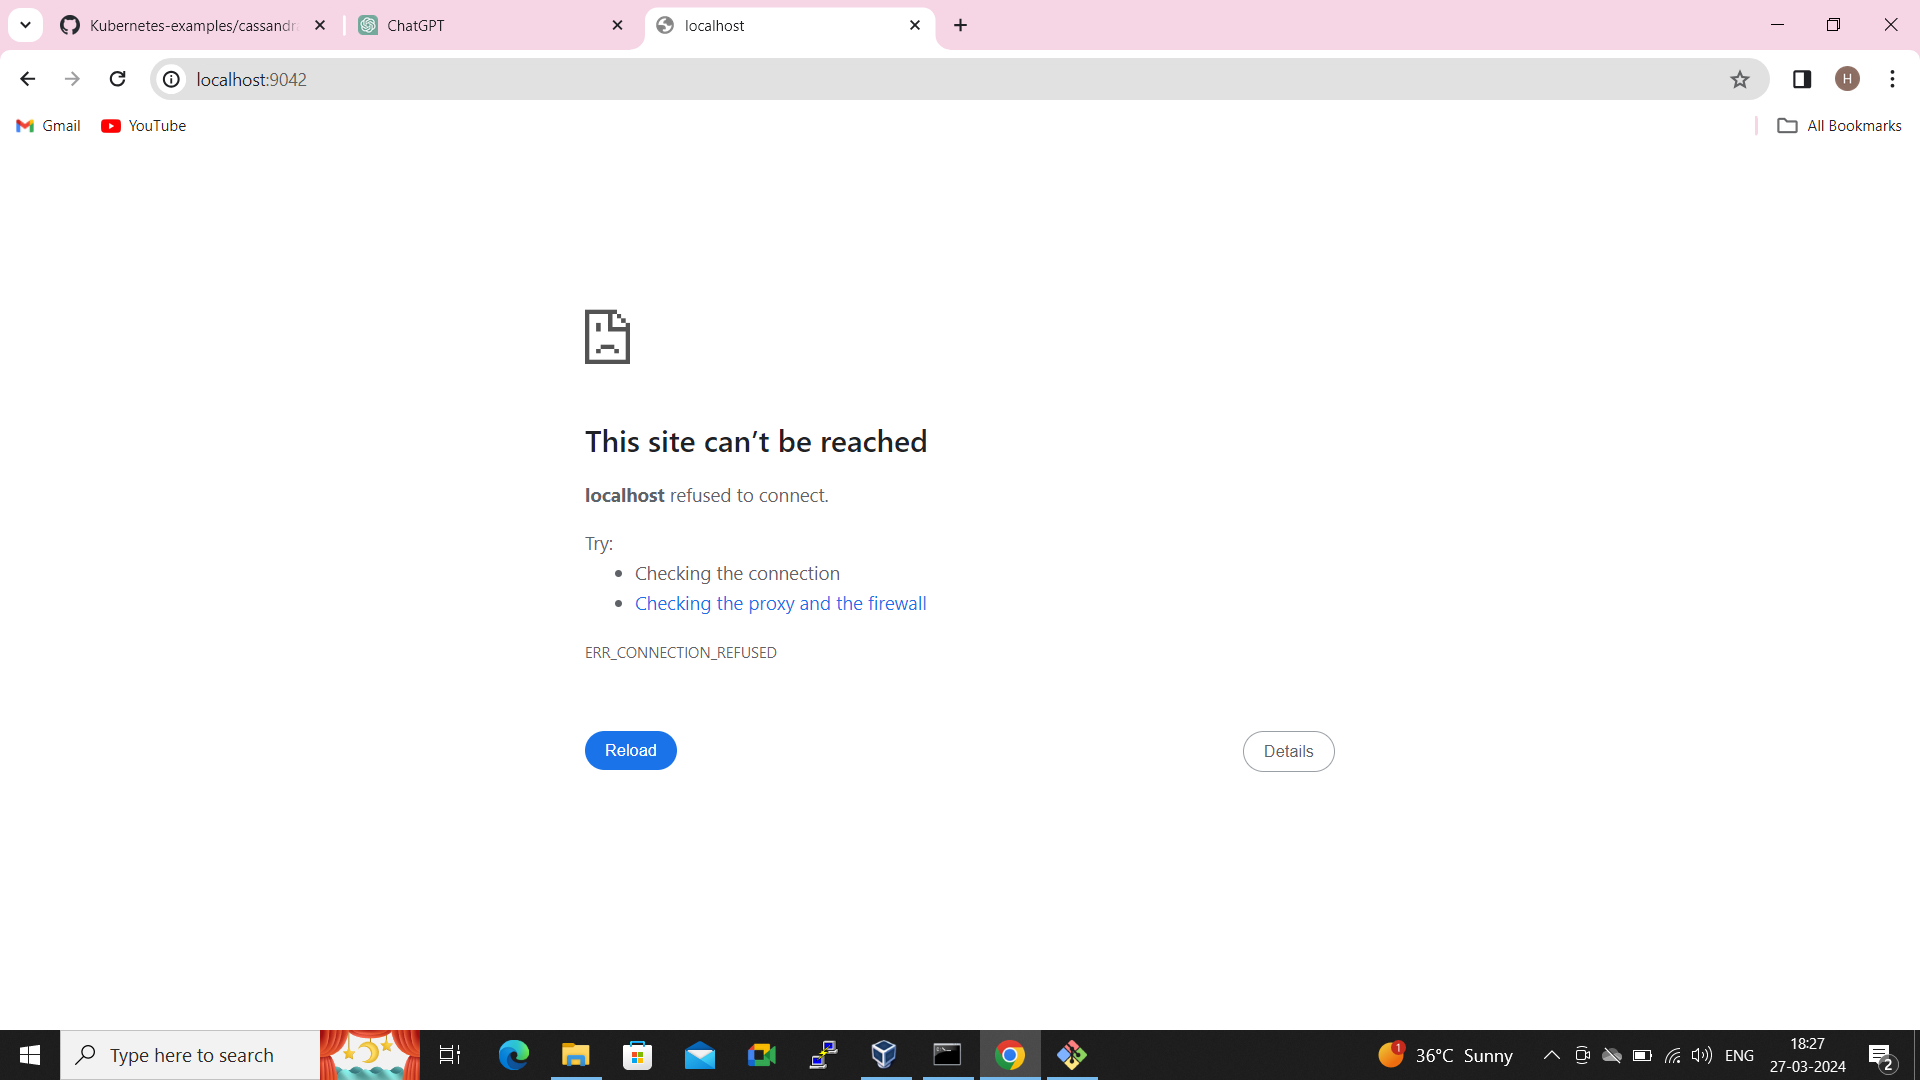 Kubernetes-examples/cassandra
ChatGPT
localhost
localhost:9042
H
Gmail
YouTube
All Bookmarks
This site can’t be reached
localhost refused to connect.
Try:
Checking the connection
Checking the proxy and the firewall
ERR_CONNECTION_REFUSED
Reload
Details
Type here to search
1
36°C Sunny
ENG
18:27
27-03-2024
2